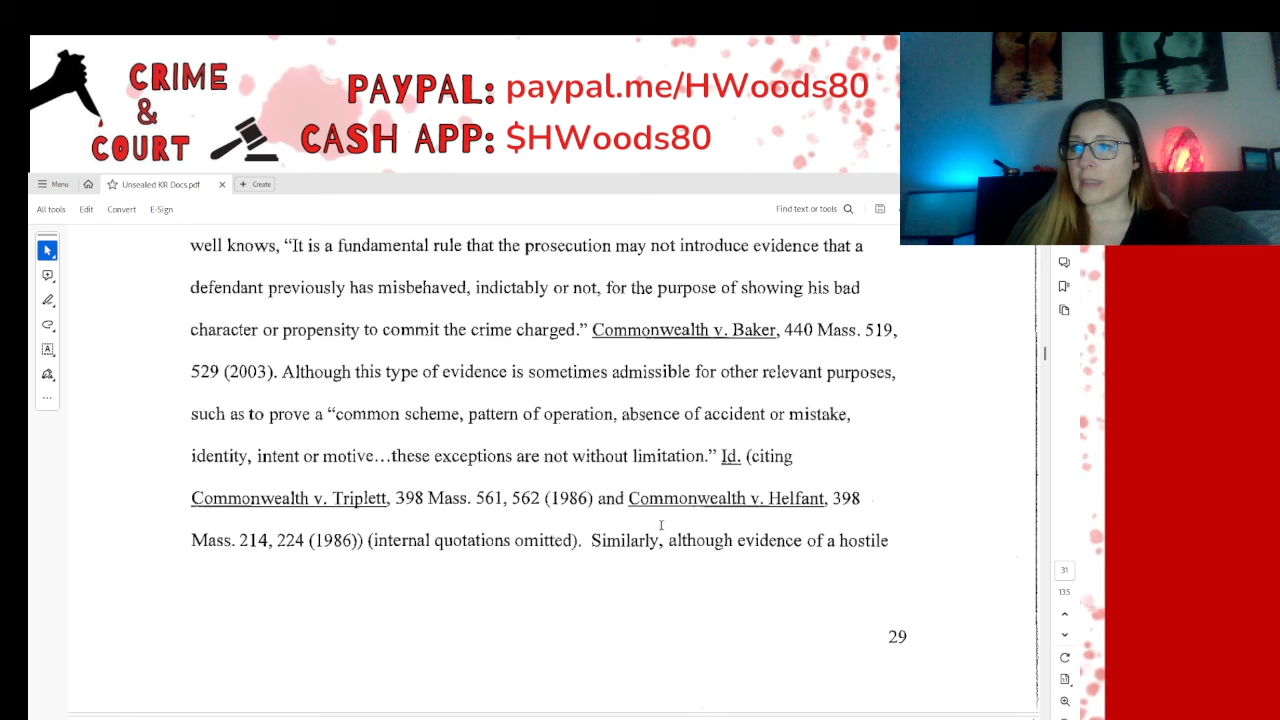 CRIME
&
COURT
PAYPAL: paypal.me/HWoods80
CASH APP: $HWoods80
Menu
Unsealed KR Docs.pdf
Create
All tools
Edit
Convert
E-Sign
Find text or tools
well knows, “It is a fundamental rule that the prosecution may not introduce evidence that a
defendant previously has misbehaved, indictably or not, for the purpose of showing his bad
character or propensity to commit the crime charged.” Commonwealth v. Baker, 440 Mass. 519,
529 (2003). Although this type of evidence is sometimes admissible for other relevant purposes,
such as to prove a “common scheme, pattern of operation, absence of accident or mistake,
identity, intent or motive…these exceptions are not without limitation.” Id. (citing
Commonwealth v. Triplett, 398 Mass. 561, 562 (1986) and Commonwealth v. Helfant, 398
Mass. 214, 224 (1986)) (internal quotations omitted). Similarly, although evidence of a hostile
29
31
135